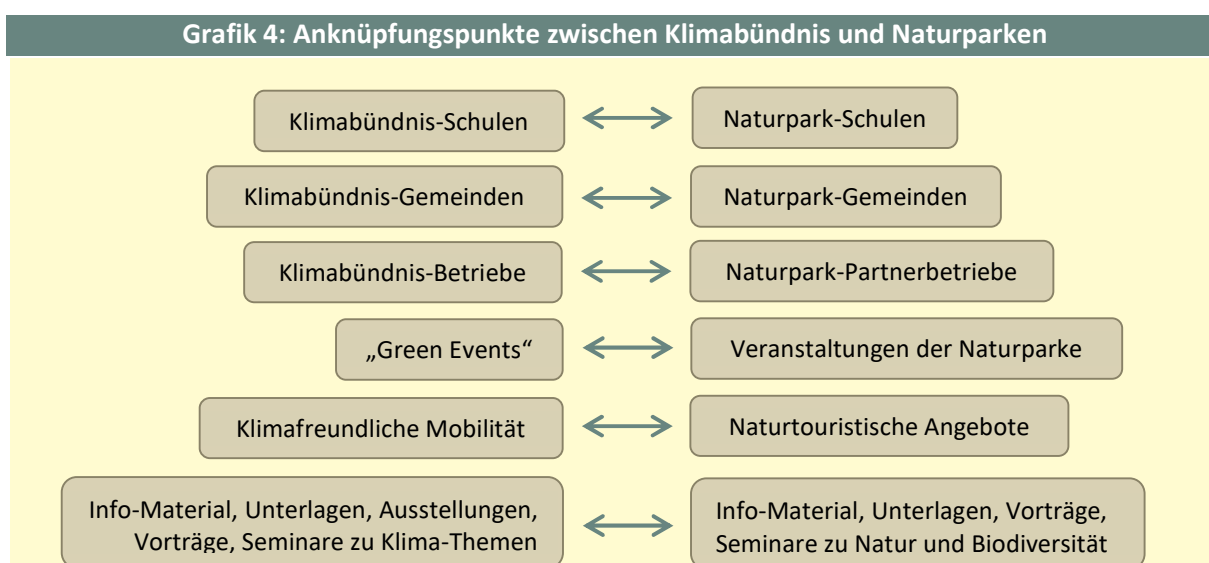 Grafik 4: Anknüpfungspunkte zwischen Klimabündnis und Naturparken
Klimabündnis-Schulen
Naturpark-Schulen
Klimabündnis-Gemeinden
Naturpark-Gemeinden
Klimabündnis-Betriebe
Naturpark-Partnerbetriebe
„Green Events“
Veranstaltungen der Naturparke
Klimafreundliche Mobilität
Naturtouristische Angebote
Info-Material, Unterlagen, Ausstellungen,
Vorträge, Seminare zu Klima-Themen
Info-Material, Unterlagen, Vorträge,
Seminare zu Natur und Biodiversität